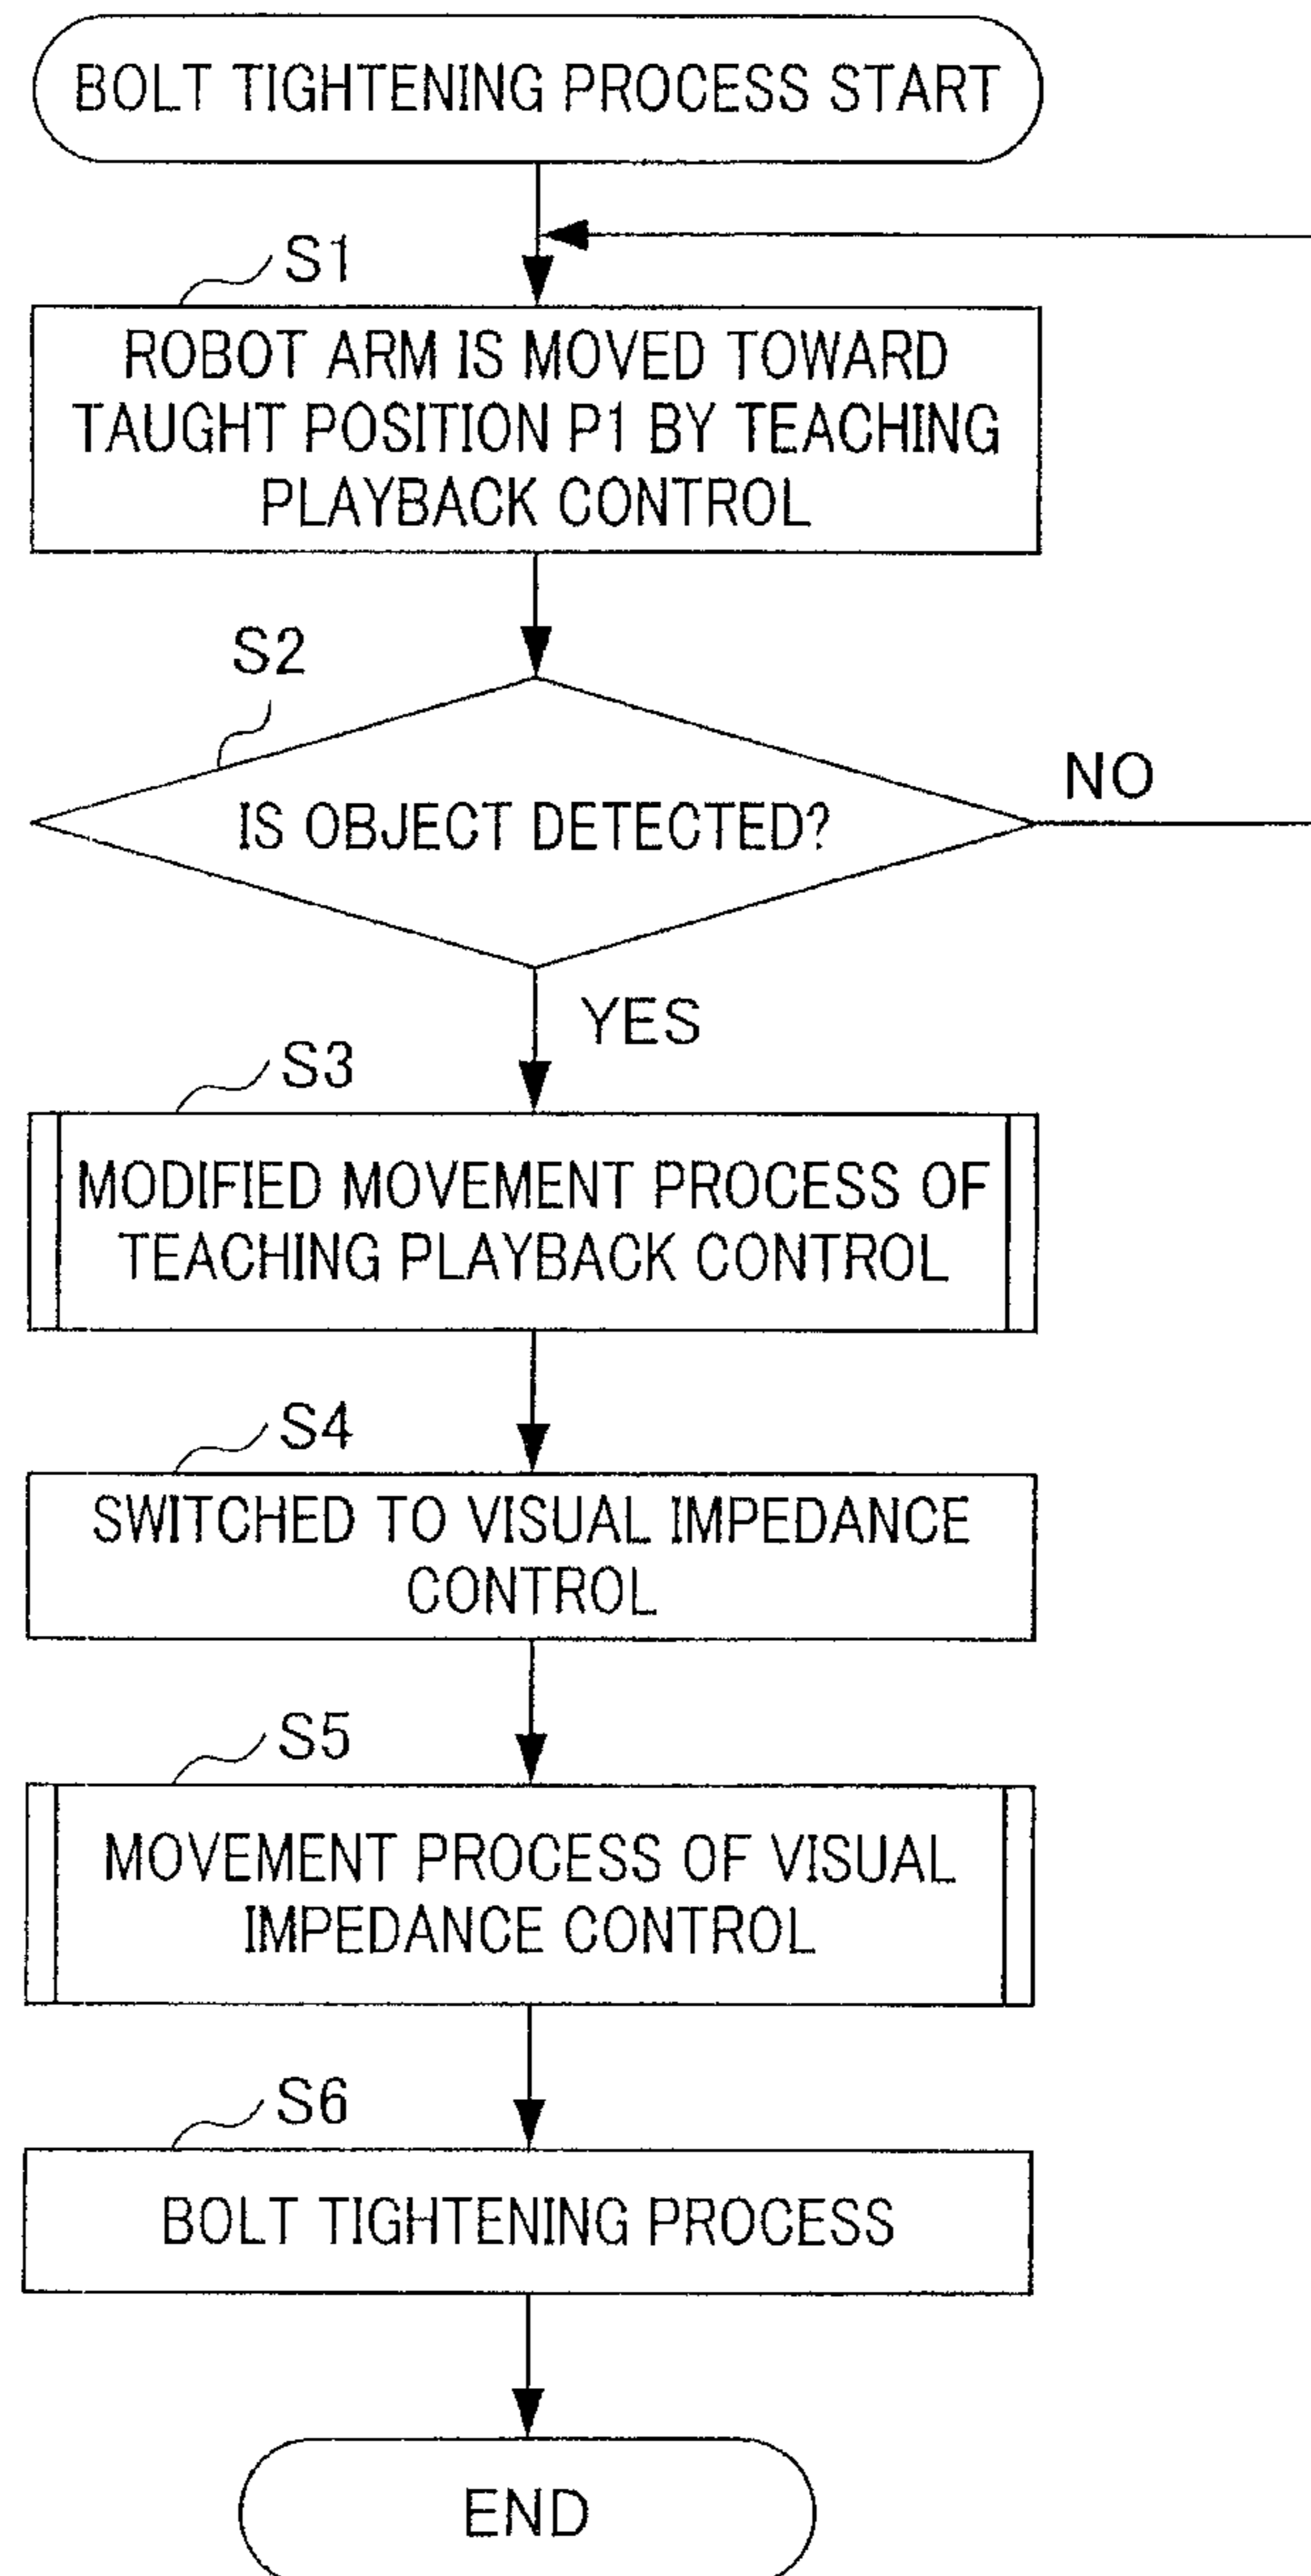 BOLT TIGHTENING PROCESS START
S1
ROBOT ARM IS MOVED TOWARD
TAUGHT POSITION P1 BY TEACHING
PLAYBACK CONTROL
S2
IS OBJECT DETECTED?
NO
YES
S3
MODIFIED MOVEMENT PROCESS OF
TEACHING PLAYBACK CONTROL
S4
SWITCHED TO VISUAL IMPEDANCE
CONTROL
S5
MOVEMENT PROCESS OF VISUAL
IMPEDANCE CONTROL
S6
BOLT TIGHTENING PROCESS
END